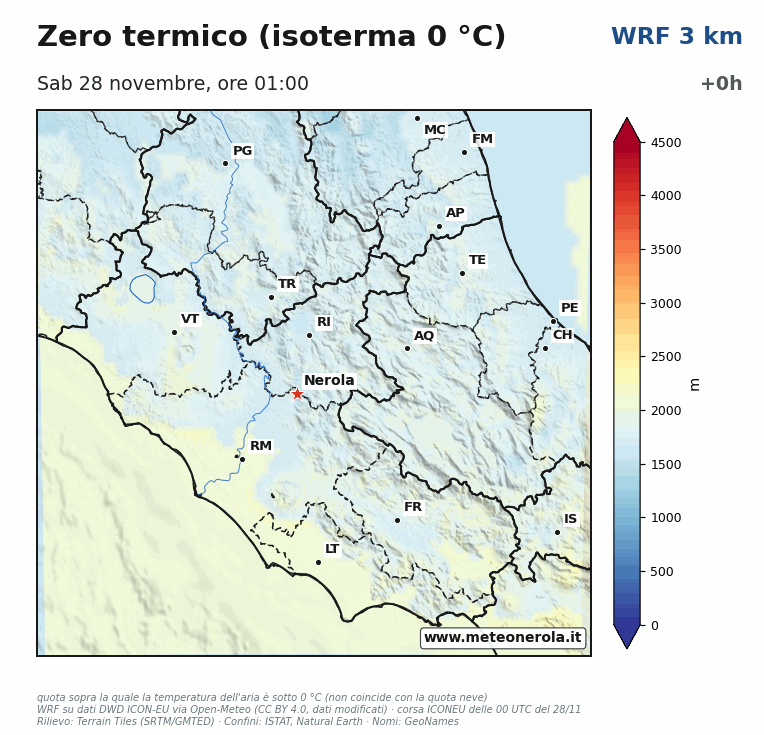 Zero termico (isoterma 0 °C)
WRF 3 km
Sab 28 novembre, ore 01:00
+0h
MC
FM
PG
AP
TE
TR
PE
VT
RI
AQ
CH
Nerola
RM
FR
IS
LT
www.meteonerola.it
4500
4000
3500
3000
2500
2000
1500
1000
500
0
m
quota sopra la quale la temperatura dell'aria è sotto 0 °C (non coincide con la quota neve)
WRF su dati DWD ICON-EU via Open-Meteo (CC BY 4.0, dati modificati) · corsa ICONEU delle 00 UTC del 28/11
Rilievo: Terrain Tiles (SRTM/GMTED) · Confini: ISTAT, Natural Earth · Nomi: GeoNames